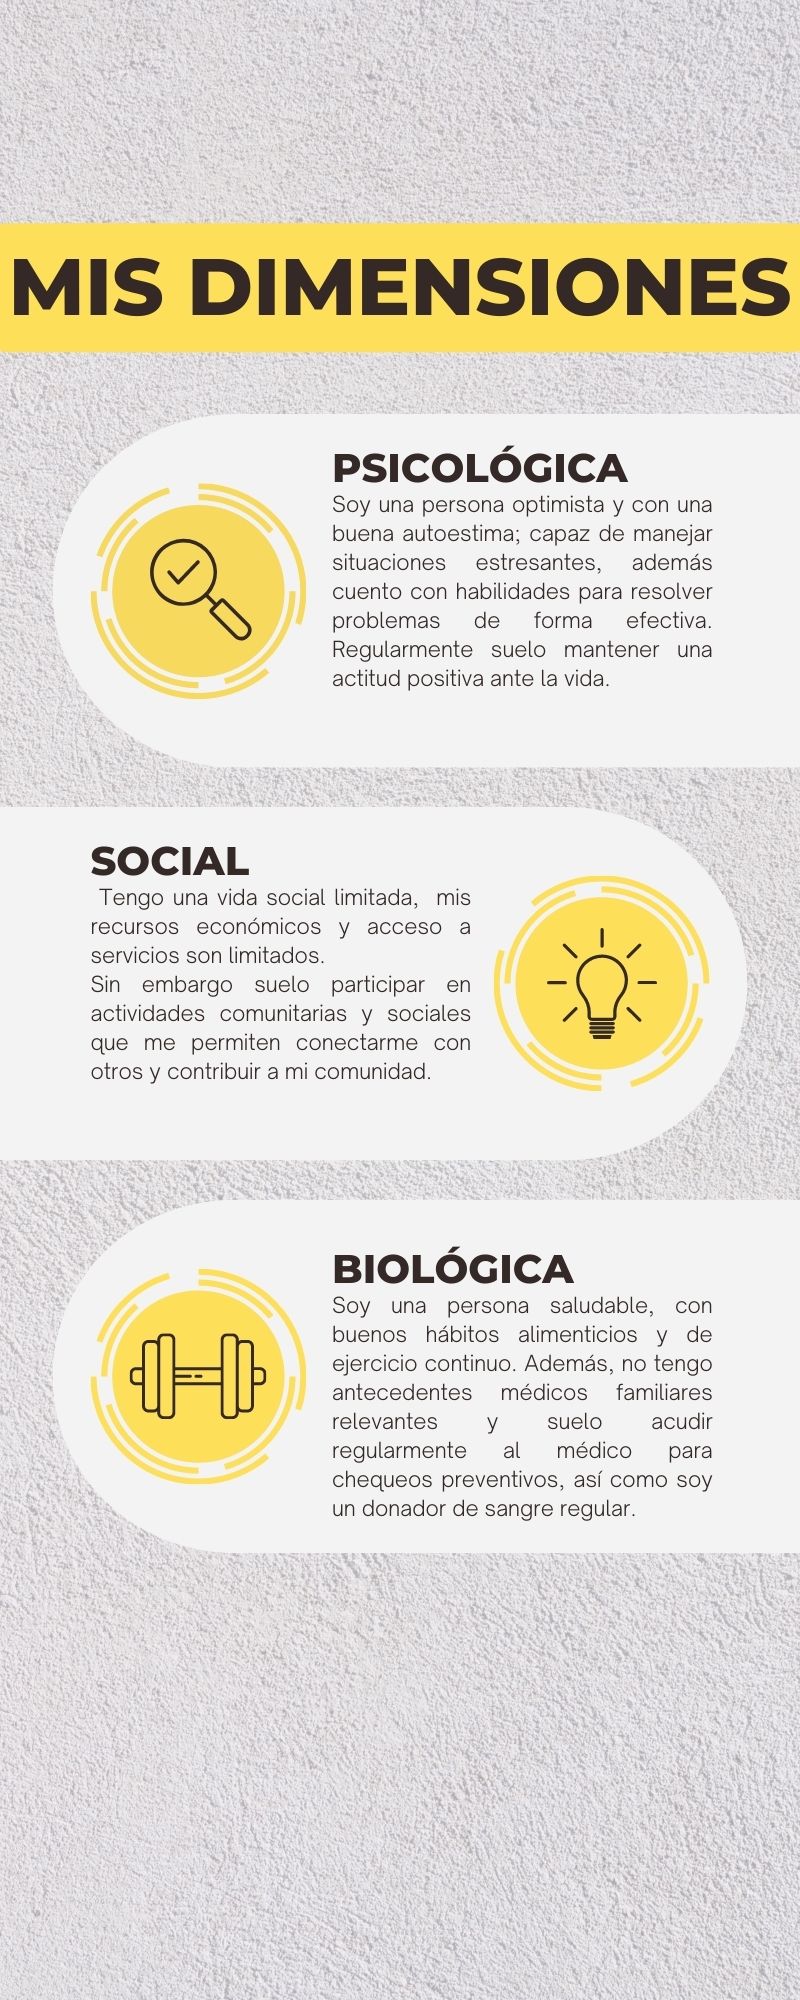 MIS DIMENSIONES
PSICOLÓGICA
Soy una persona optimista y con una
buena autoestima; capaz de manejar
situaciones estresantes, además
cuento con habilidades para resolver
problemas de forma efectiva.
Regularmente suelo mantener una
actitud positiva ante la vida.
SOCIAL
Tengo una vida social limitada, mis
recursos económicos y acceso a
servicios son limitados.
Sin embargo suelo participar en
actividades comunitarias y sociales
que me permiten conectarme con
otros y contribuir a mi comunidad.
BIOLÓGICA
Soy una persona saludable, con
buenos hábitos alimenticios y de
ejercicio continuo. Además, no tengo
antecedentes médicos familiares
relevantes y suelo acudir
regularmente al médico para
chequeos preventivos, así como soy
un donador de sangre regular.